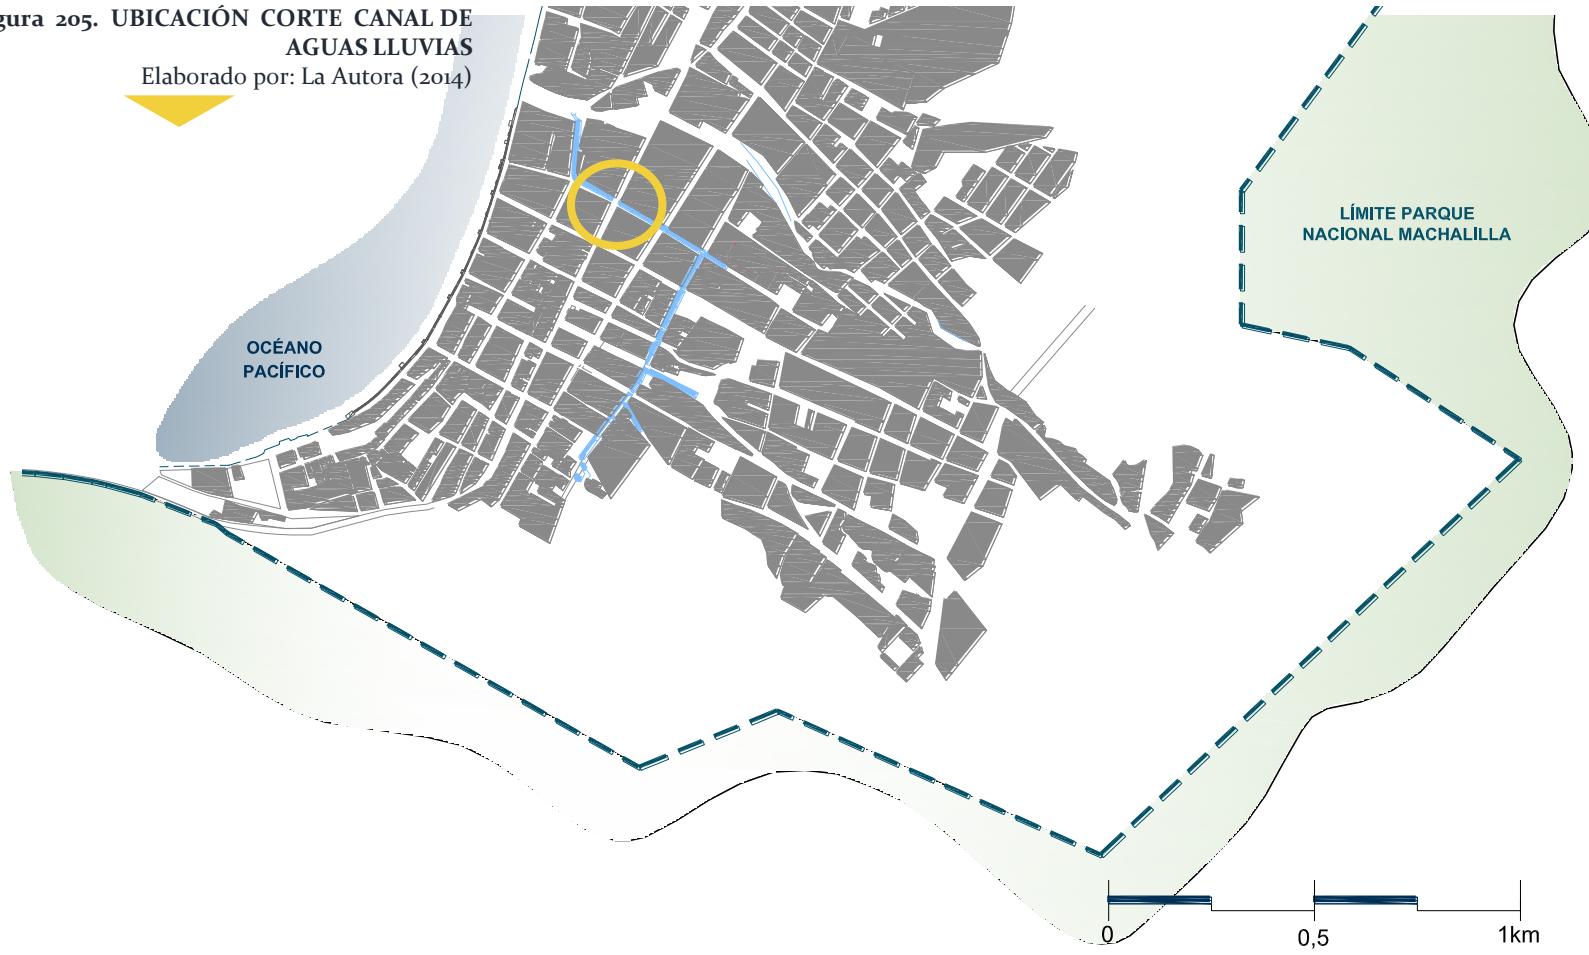 gura 205. UBICACIÓN CORTE CANAL DE
AGUAS LLUVIAS
Elaborado por: La Autora (2014)
LÍMITE PARQUE
NACIONAL MACHALILLA
OCÉANO
PACÍFICO
0
0,5
1km